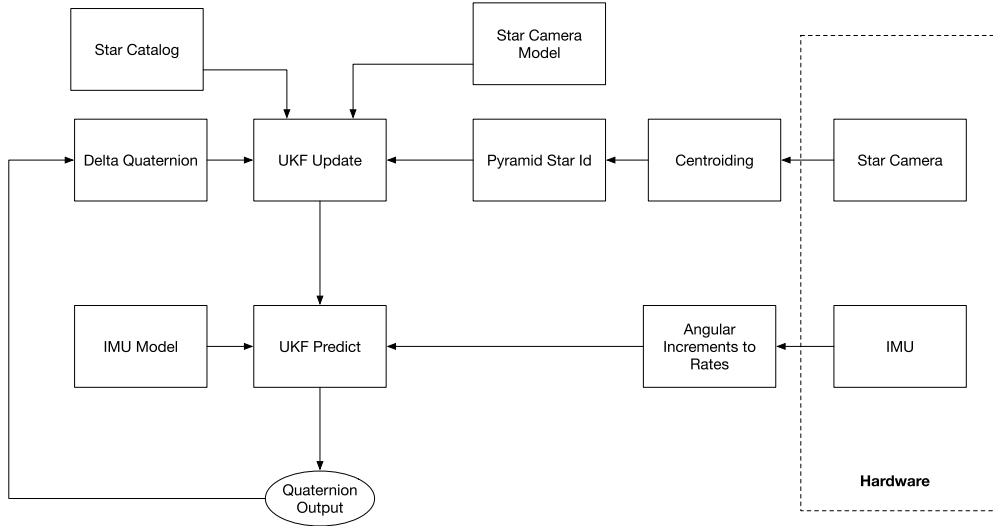 Star Catalog
Star Camera
Model
Delta Quaternion
UKF Update
Pyramid Star Id
Centroiding
Star Camera
IMU Model
UKF Predict
Angular
Increments to
Rates
IMU
Hardware
Quaternion
Output